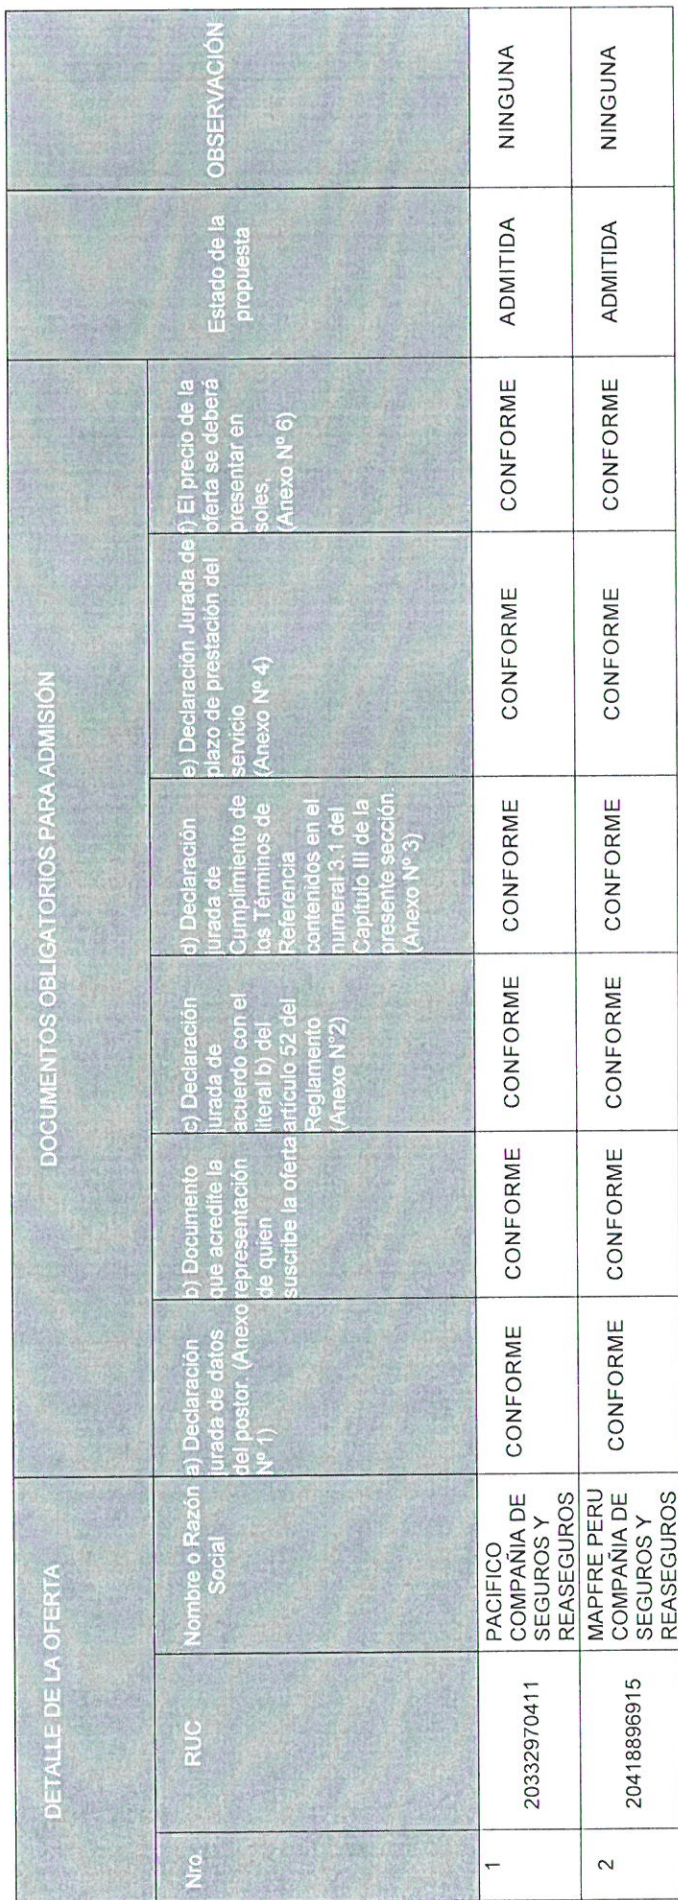 DETALLE DE LA OFERTA
DOCUMENTOS OBLIGATORIOS PARA ADMISIÓN
Estado de la
propuesta
OBSERVACIÓN
Nro.
RUC
Nombre o Razón
Social
a) Declaración
jurada de datos
del postor. (Anexo
Nº 1)
b) Documento
que acredite la
representación
de quien
suscribe la oferta
c) Declaración
jurada de
acuerdo con el
literal b) del
artículo 52 del
Reglamento
(Anexo N°2)
d) Declaración
jurada de
Cumplimiento de
los Términos de
Referencia
contenidos en el
numeral 3.1 del
Capítulo III de la
presente sección.
(Anexo Nº 3)
e) Declaración Jurada de
plazo de prestación del
servicio
(Anexo Nº 4)
f) El precio de la
oferta se deberá
presentar en
soles,
(Anexo Nº 6)
1
20332970411
PACIFICO
COMPAÑIA DE
SEGUROS Y
REASEGUROS
CONFORME
CONFORME
CONFORME
CONFORME
CONFORME
CONFORME
ADMITIDA
NINGUNA
2
20418896915
MAPFRE PERU
COMPAÑIA DE
SEGUROS Y
REASEGUROS
CONFORME
CONFORME
CONFORME
CONFORME
CONFORME
CONFORME
ADMITIDA
NINGUNA